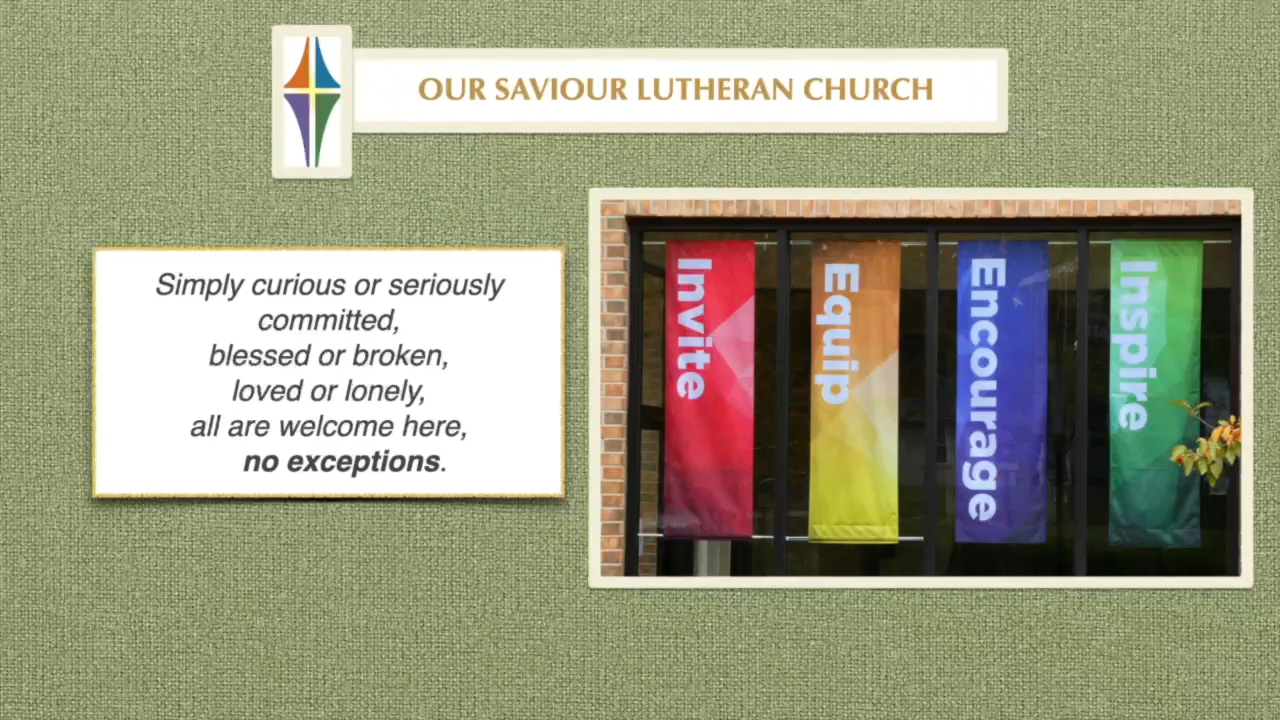 OUR SAVIOUR LUTHERAN CHURCH
Simply curious or seriously
committed,
blessed or broken,
loved or lonely,
all are welcome here,
no exceptions.
Invite
Equip
Encourage
Inspire